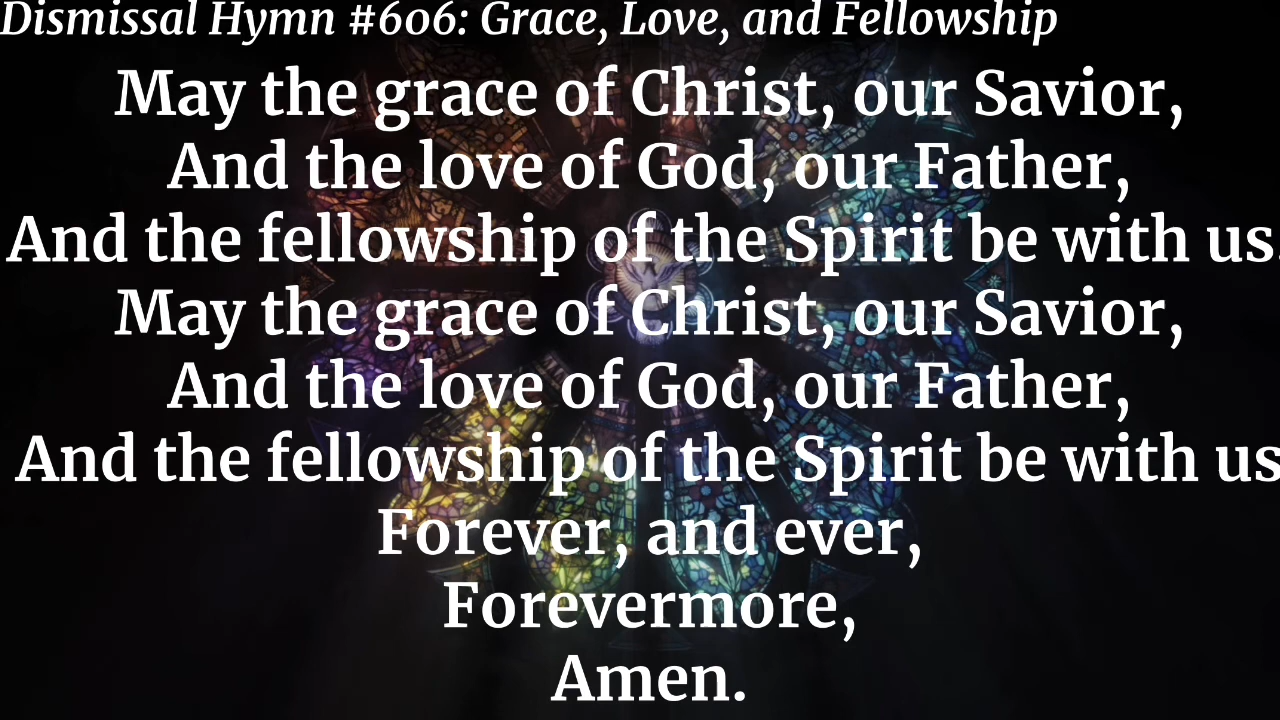 Dismissal Hymn #606: Grace, Love, and Fellowship
May the grace of Christ, our Savior,
And the love of God, our Father,
And the fellowship of the Spirit be with us.
May the grace of Christ, our Savior,
And the love of God, our Father,
And the fellowship of the Spirit be with us
Forever, and ever,
Forevermore,
Amen.